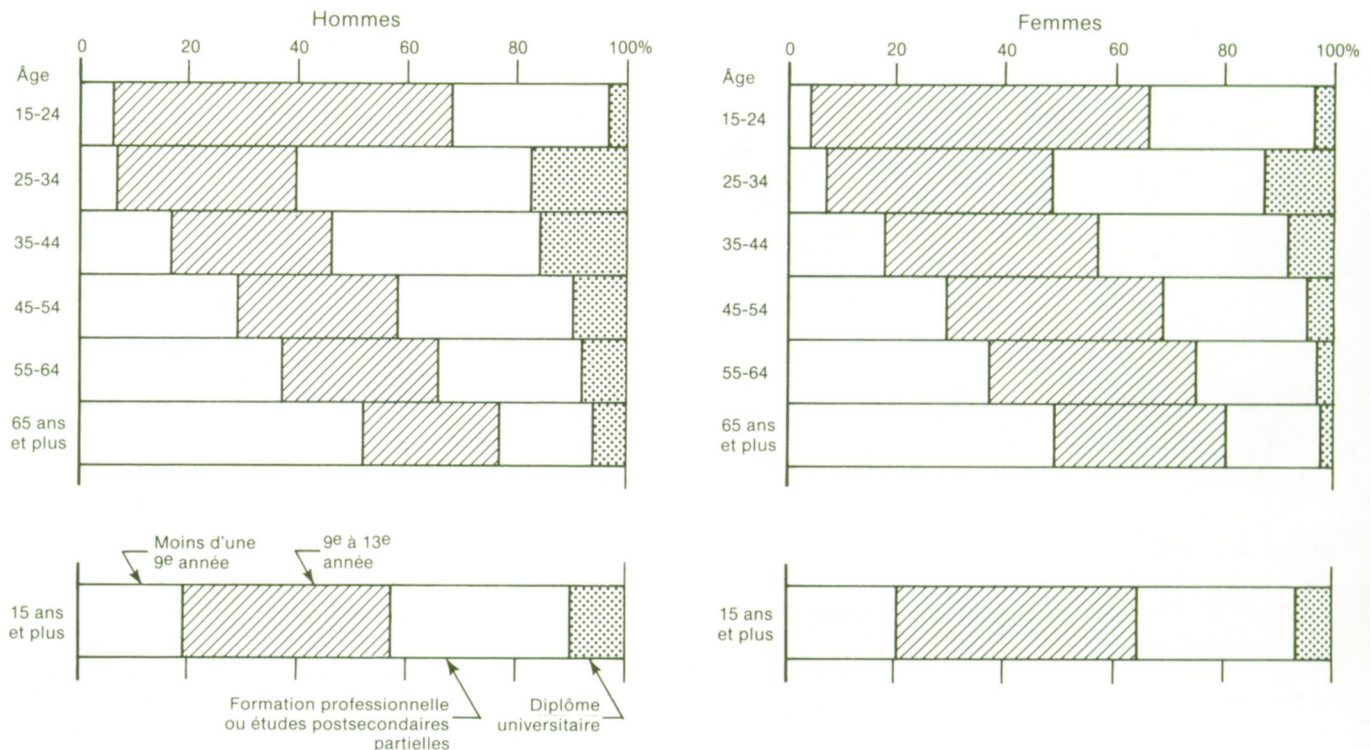 Hommes
0 20 40 60 80 100%
Âge
15-24
25-34
35-44
45-54
55-64
65 ans
et plus
Femmes
0 20 40 60 80 100%
Âge
15-24
25-34
35-44
45-54
55-64
65 ans
et plus
Moins d'une
9e année
9e à 13e
année
15 ans
et plus
Formation professionnelle
ou études postsecondaires
partielles
Diplôme
universitaire
15 ans
et plus